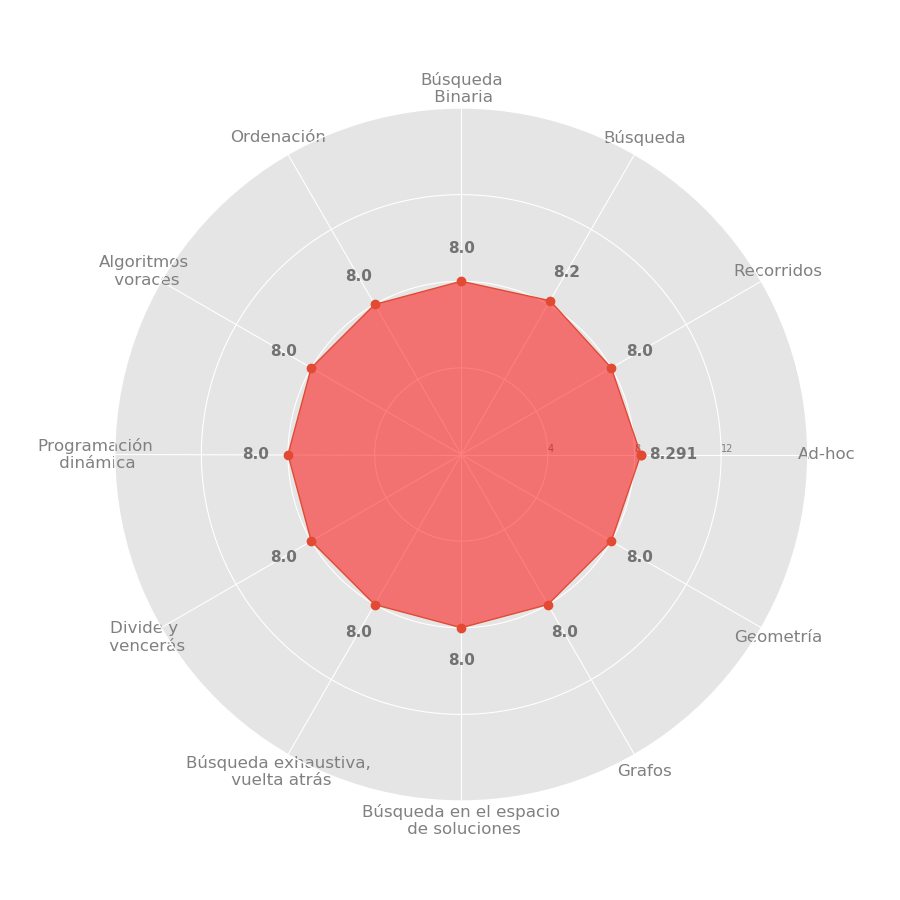 Búsqueda
Binaria
Ordenación
Búsqueda
8.0
Algoritmos
voraces
8.0
8.2
Recorridos
8.0
8.0
Programación
dinámica
8.0
4
8
8.291
12
Ad-hoc
8.0
8.0
Divide y
vencerás
8.0
8.0
8.0
Geometría
Búsqueda exhaustiva,
vuelta atrás
Grafos
Búsqueda en el espacio
de soluciones